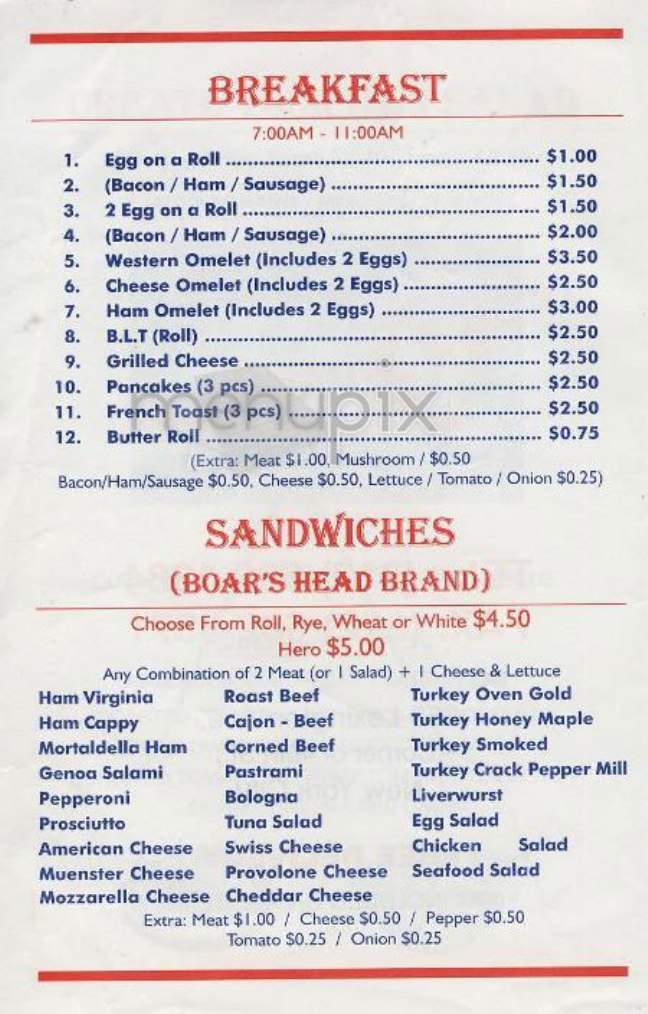 BREAKFAST
7:00AM - 11:00AM
1. Egg on a Roll $1.00
2. (Bacon / Ham / Sausage) $1.50
3. 2 Egg on a Roll $1.50
4. (Bacon / Ham / Sausage) $2.00
5. Western Omelet (Includes 2 Eggs) $3.50
6. Cheese Omelet (Includes 2 Eggs) $2.50
7. Ham Omelet (Includes 2 Eggs) $3.00
8. B.L.T (Roll) $2.50
9. Grilled Cheese $2.50
10. Pancakes (3 pcs) $2.50
11. French Toast (3 pcs) $2.50
menupix
12. Butter Roll $0.75
(Extra: Meat $1.00, Mushroom / $0.50
Bacon/Ham/Sausage $0.50, Cheese $0.50, Lettuce / Tomato / Onion $0.25)
SANDWICHES
(BOAR'S HEAD BRAND)
Choose From Roll, Rye, Wheat or White $4.50
Hero $5.00
Any Combination of 2 Meat (or 1 Salad) + 1 Cheese & Lettuce
Ham Virginia Roast Beef Turkey Oven Gold
Ham Cappy Cajon - Beef Turkey Honey Maple
Mortaldella Ham Corned Beef Turkey Smoked
Genoa Salami Pastrami Turkey Crack Pepper Mill
Pepperoni Bologna Liverwurst
Prosciutto Tuna Salad Egg Salad
American Cheese Swiss Cheese Chicken Salad
Muenster Cheese Provolone Cheese Seafood Salad
Mozzarella Cheese Cheddar Cheese
Extra: Meat $1.00 / Cheese $0.50 / Pepper $0.50
Tomato $0.25 / Onion $0.25